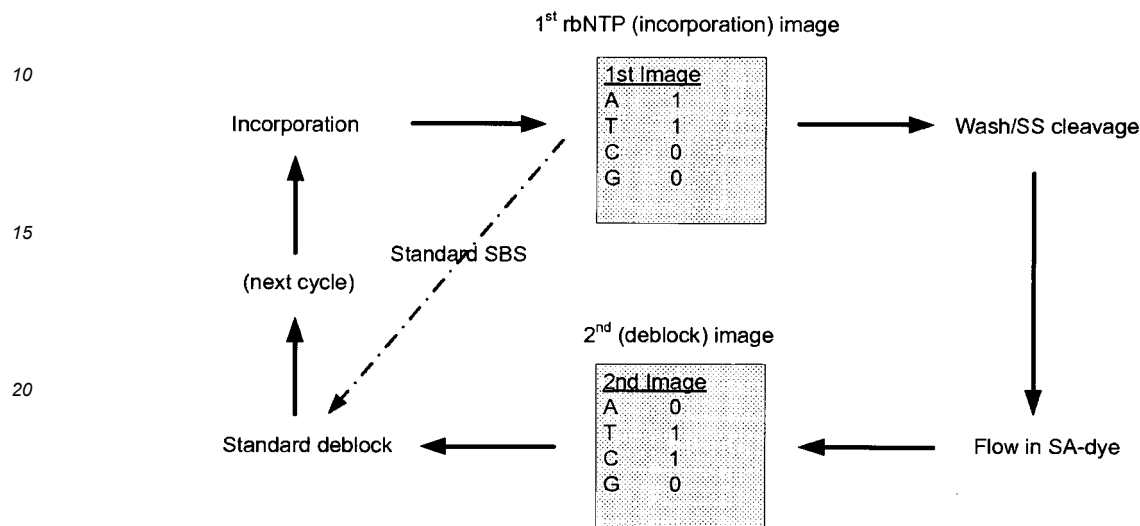 1st rbNTP (incorporation) image
10
1st Image
A 1
T 1
C 0
G 0
Incorporation
Wash/SS cleavage
15
Standard SBS
(next cycle)
2nd (deblock) image
20
2nd Image
A 0
T 1
C 1
G 0
Standard deblock
Flow in SA-dye